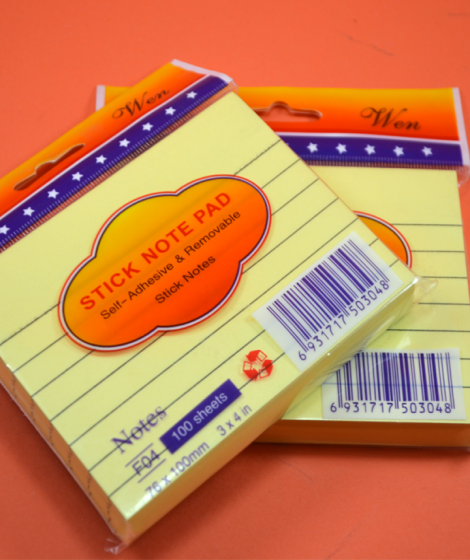 Wen
STICK NOTE PAD
Self-Adhesive & Removable
Stick Notes
6 931717 503048
Notes
F04
100 sheets
76 x 100mm 3 x 4 in
Wen
6 931717 503048